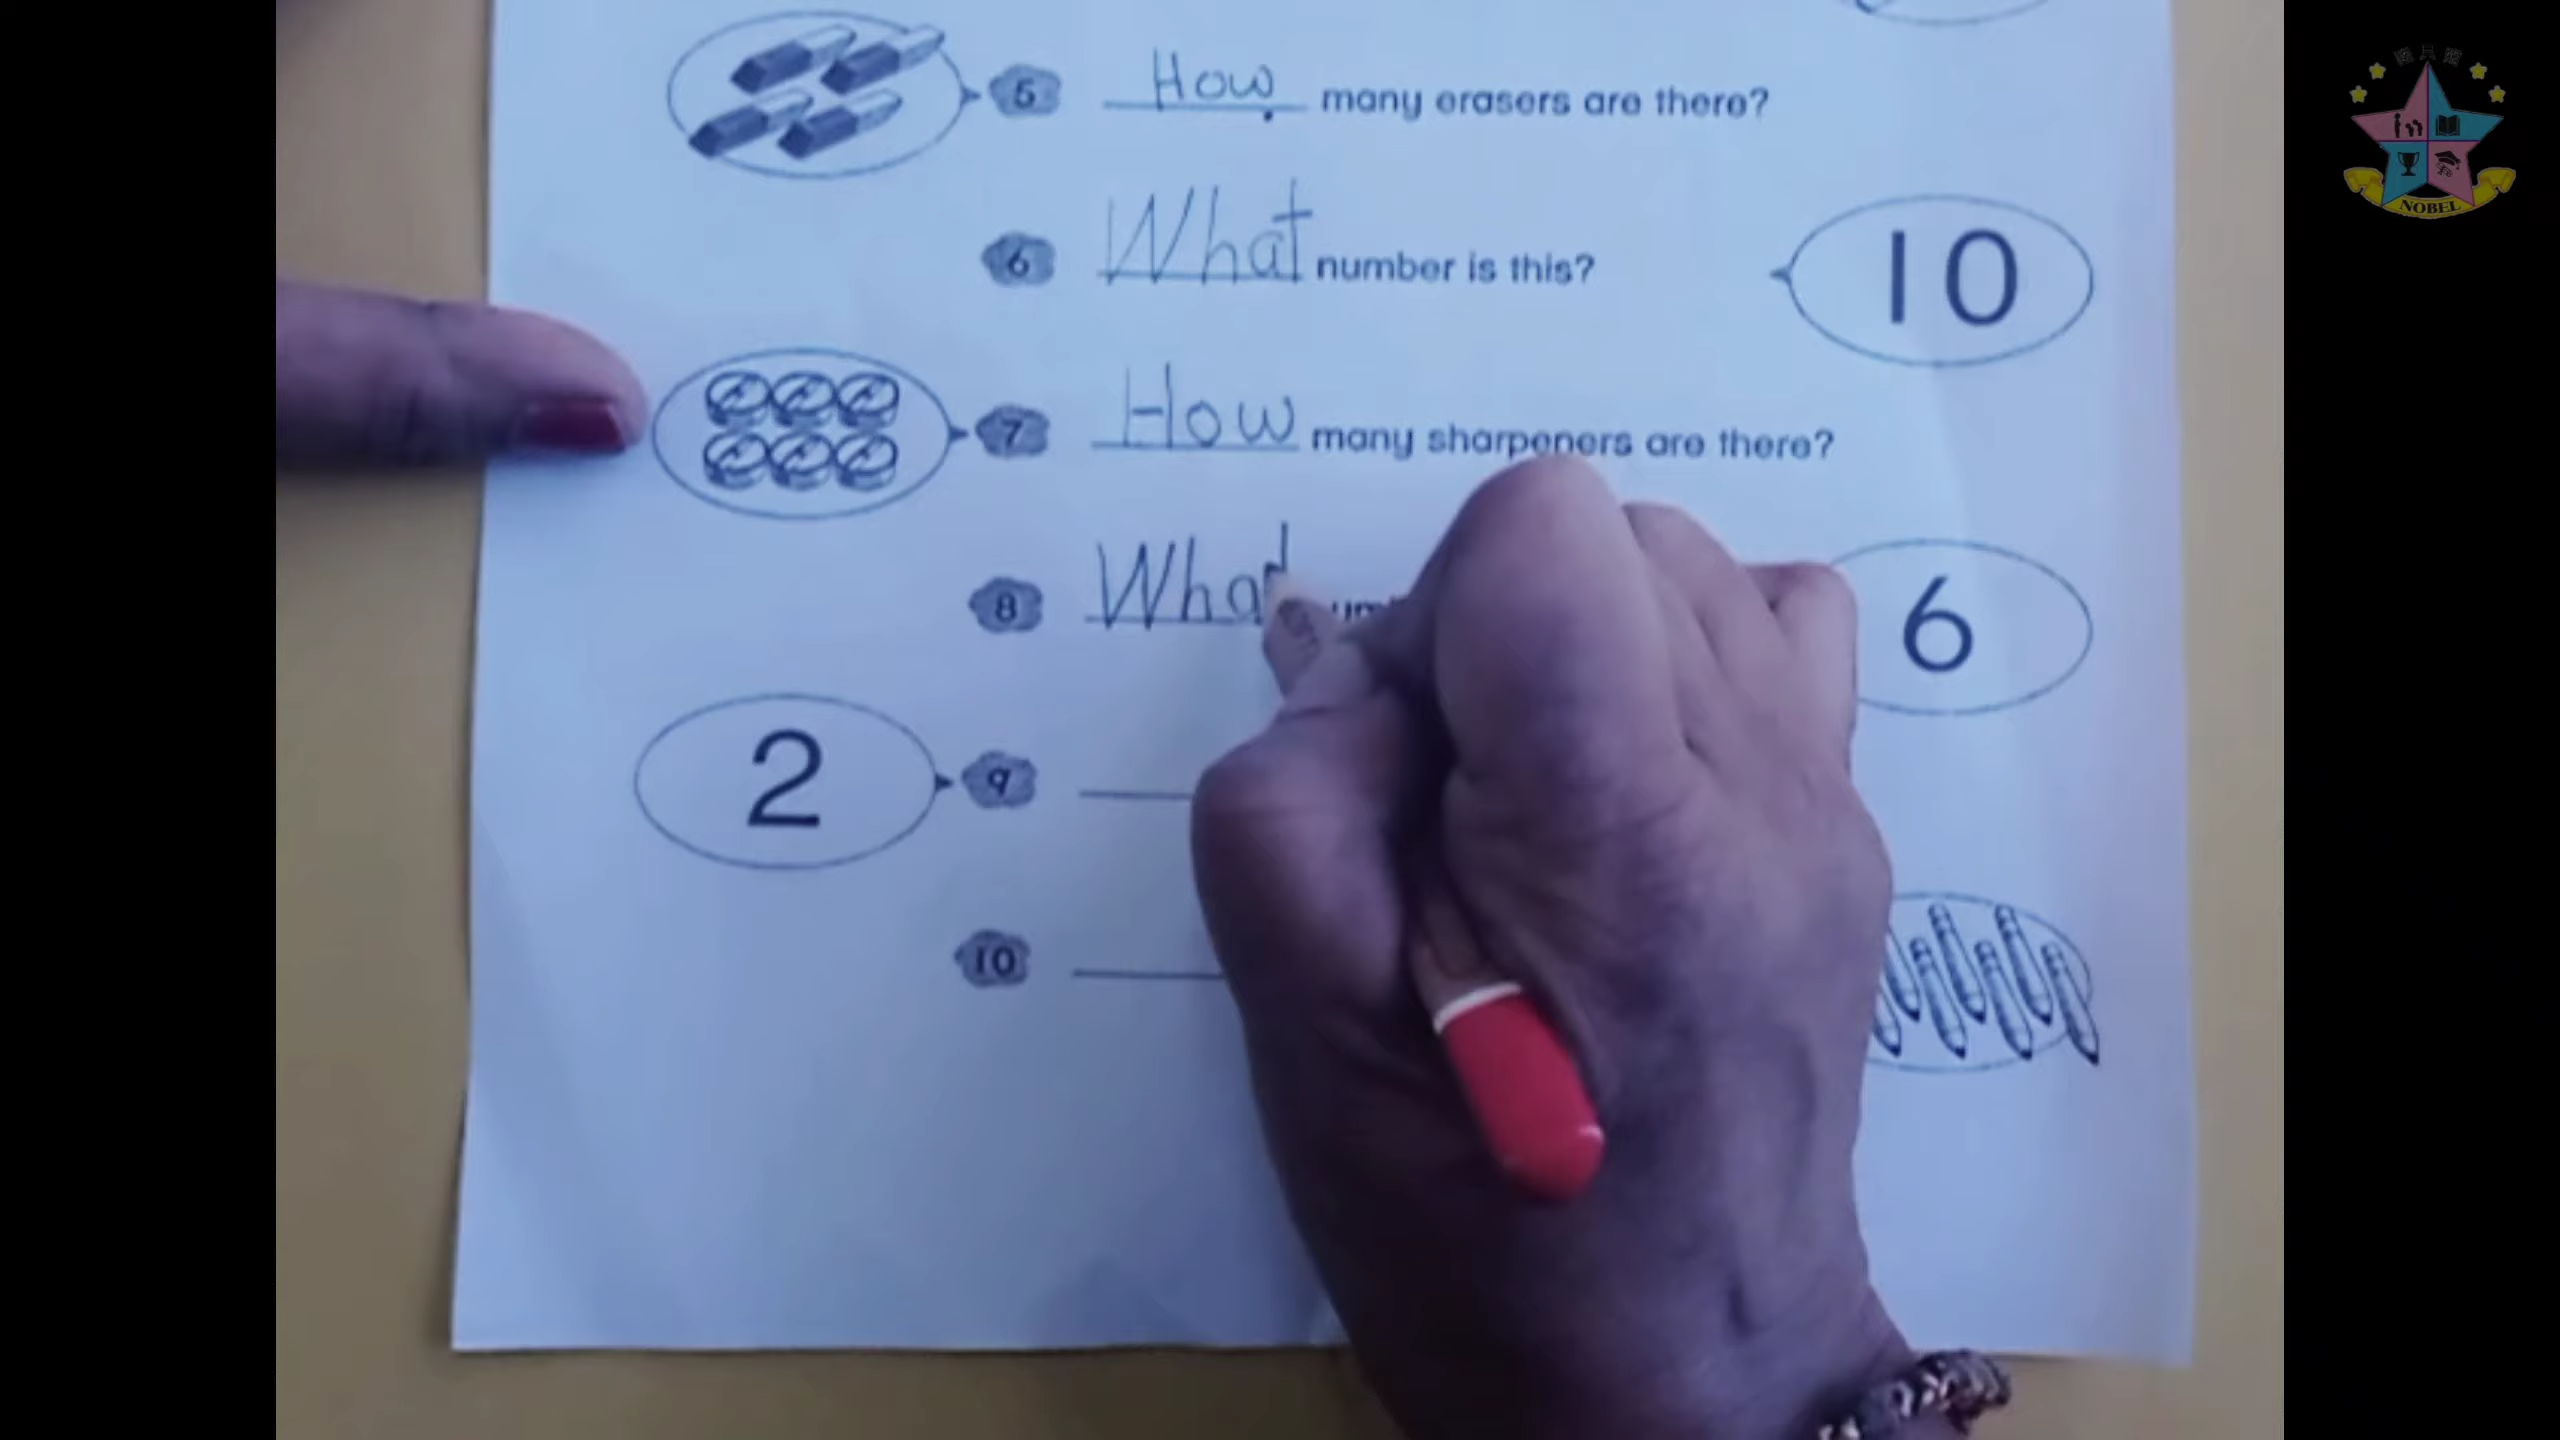 5 How many erasers are there?
6 What number is this? 10
7 How many sharpeners are there?
8 What 6
2 9
10
NOBEL